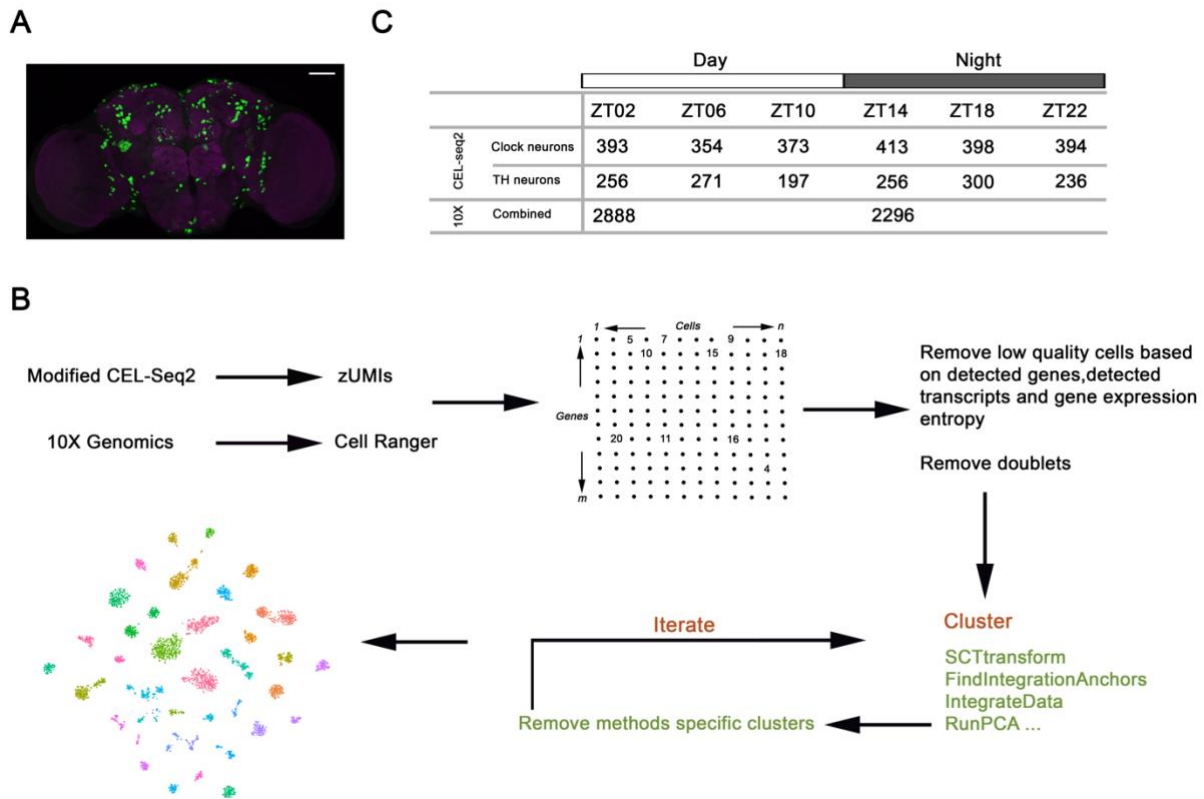 A
C
Day Night
ZT02 ZT06 ZT10 ZT14 ZT18 ZT22
CEL-seq2
Clock neurons 393 354 373 413 398 394
TH neurons 256 271 197 256 300 236
10X
Combined 2888 2296
B
Modified CEL-Seq2 zUMIs
10X Genomics Cell Ranger
1 Cells n
1 5 7 9
10 15 18
Genes
20 11 16
4
m
Remove low quality cells based
on detected genes,detected
transcripts and gene expression
entropy
Remove doublets
Iterate
Cluster
SCTtransform
FindIntegrationAnchors
IntegrateData
RunPCA ...
Remove methods specific clusters